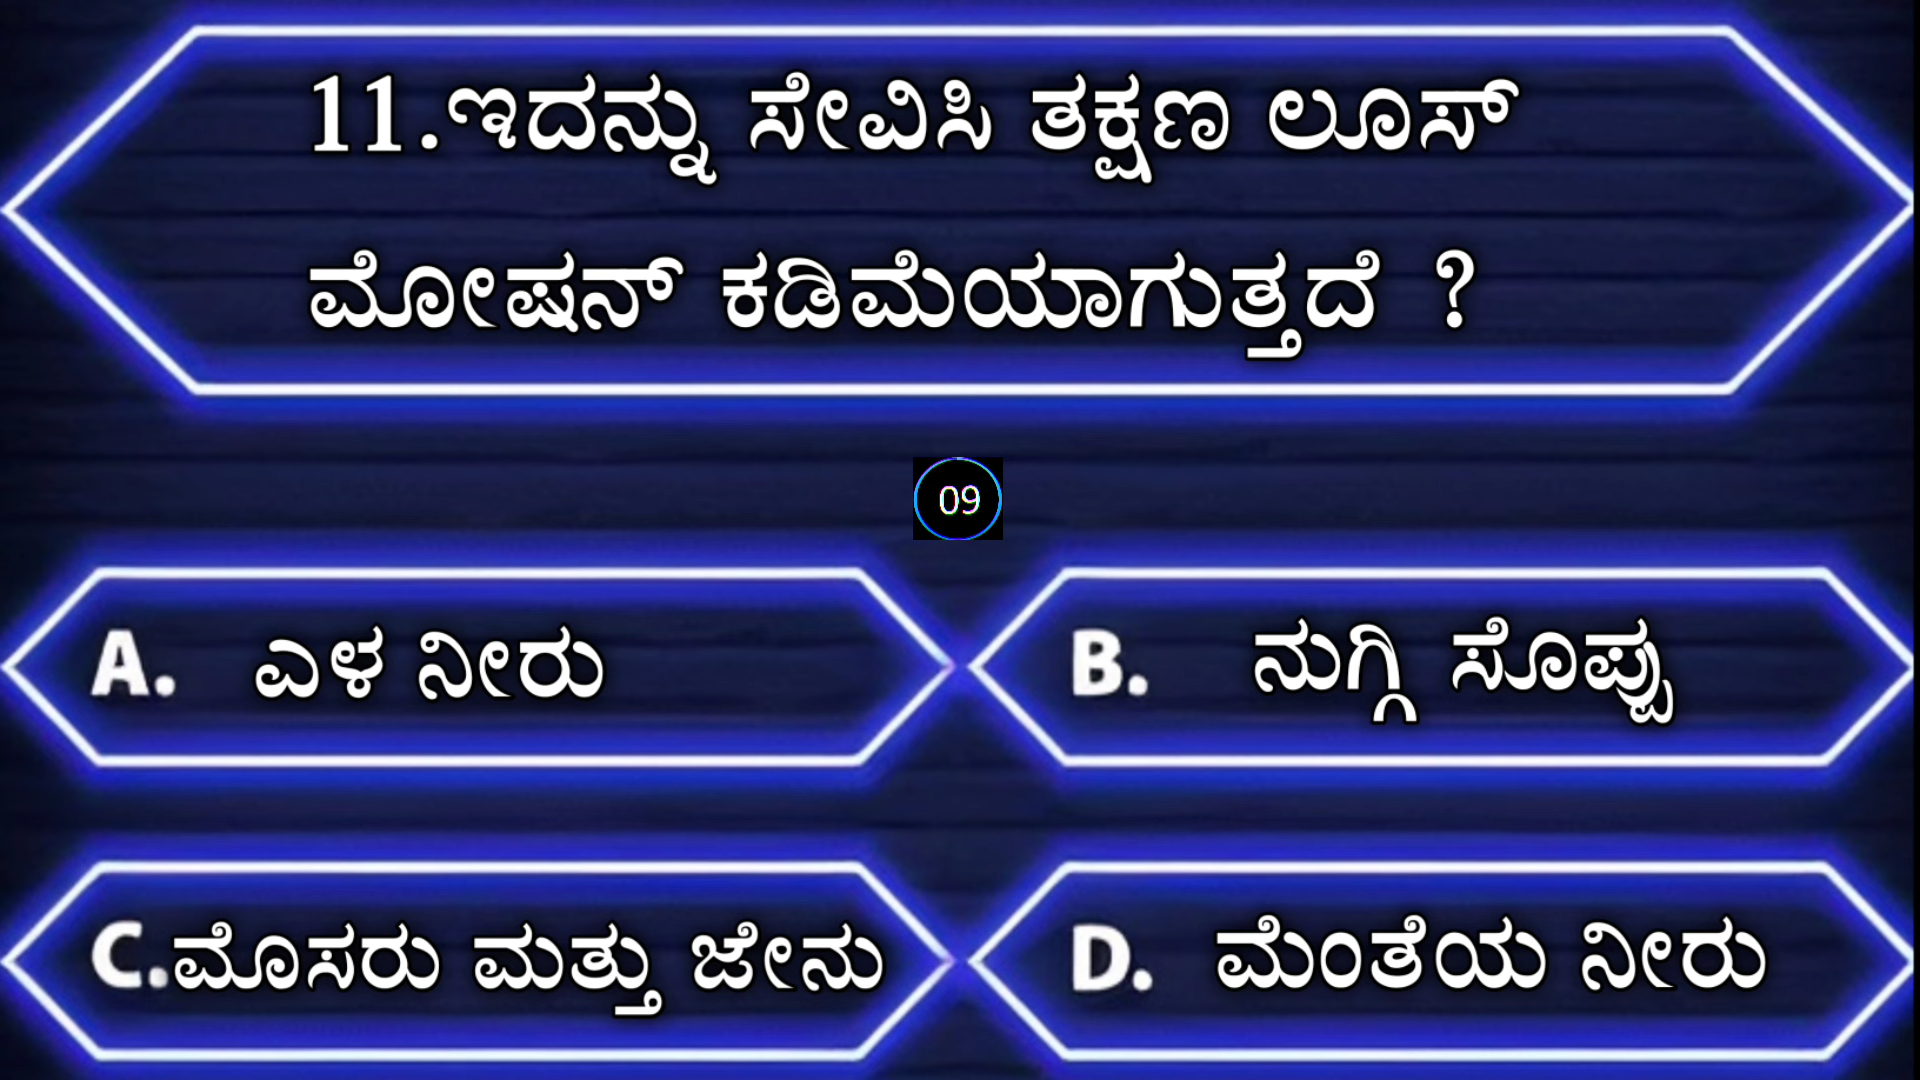 11.ಇದನ್ನು ಸೇವಿಸಿ ತಕ್ಷಣ ಲೂಸ್
ಮೋಷನ್ ಕಡಿಮೆಯಾಗುತ್ತದೆ ?
09
A. ಎಳ ನೀರು
B. ನುಗ್ಗಿ ಸೊಪ್ಪು
C.ಮೊಸರು ಮತ್ತು ಜೇನು
D. ಮೆಂತೆಯ ನೀರು